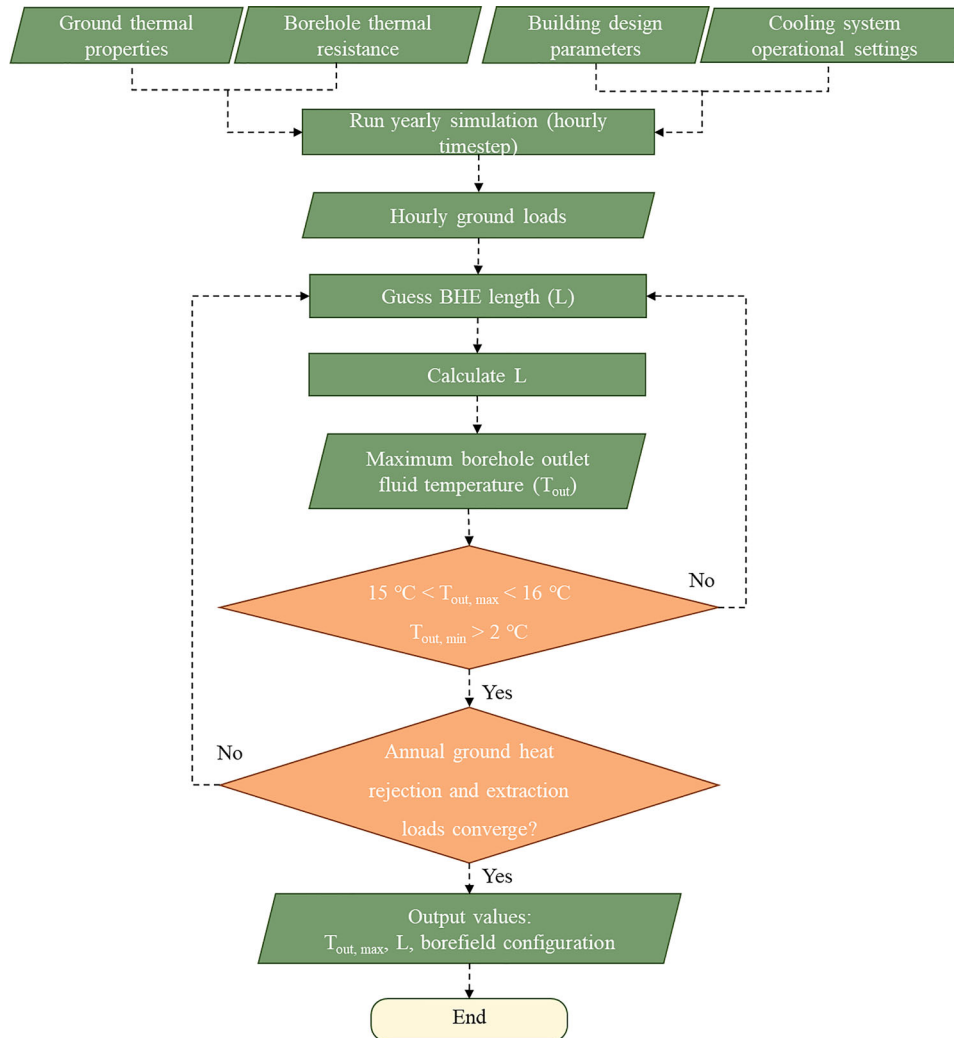 Ground thermal
properties
Borehole thermal
resistance
Building design
parameters
Cooling system
operational settings
Run yearly simulation (hourly
timestep)
Hourly ground loads
Guess BHE length (L)
Calculate L
Maximum borehole outlet
fluid temperature (Tout)
15 °C < Tout, max < 16 °C
Tout, min > 2 °C
No
Yes
No
Annual ground heat
rejection and extraction
loads converge?
Yes
Output values:
Tout, max, L, borefield configuration
End